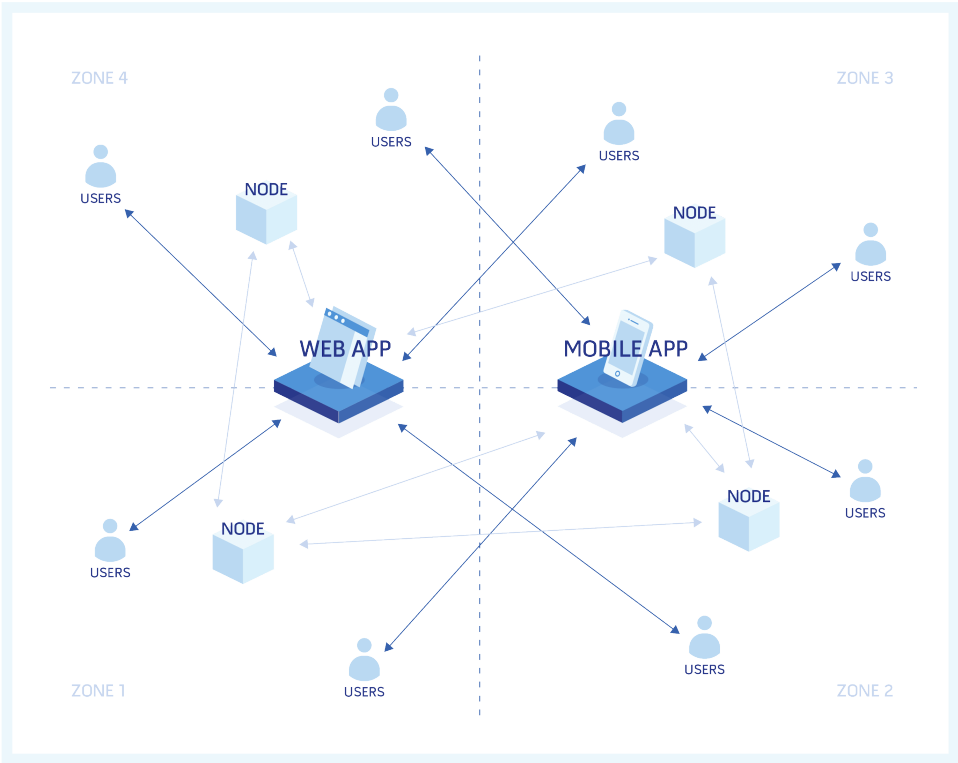 ZONE 4
ZONE 3
USERS
USERS
USERS
NODE
NODE
USERS
WEB APP
MOBILE APP
NODE
USERS
NODE
USERS
USERS
USERS
ZONE 1
USERS
ZONE 2